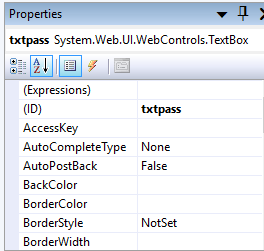 Properties
txtpass System.Web.UI.WebControls.TextBox
(Expressions)
(ID) txtpass
AccessKey
AutoCompleteType None
AutoPostBack False
BackColor
BorderColor
BorderStyle NotSet
BorderWidth